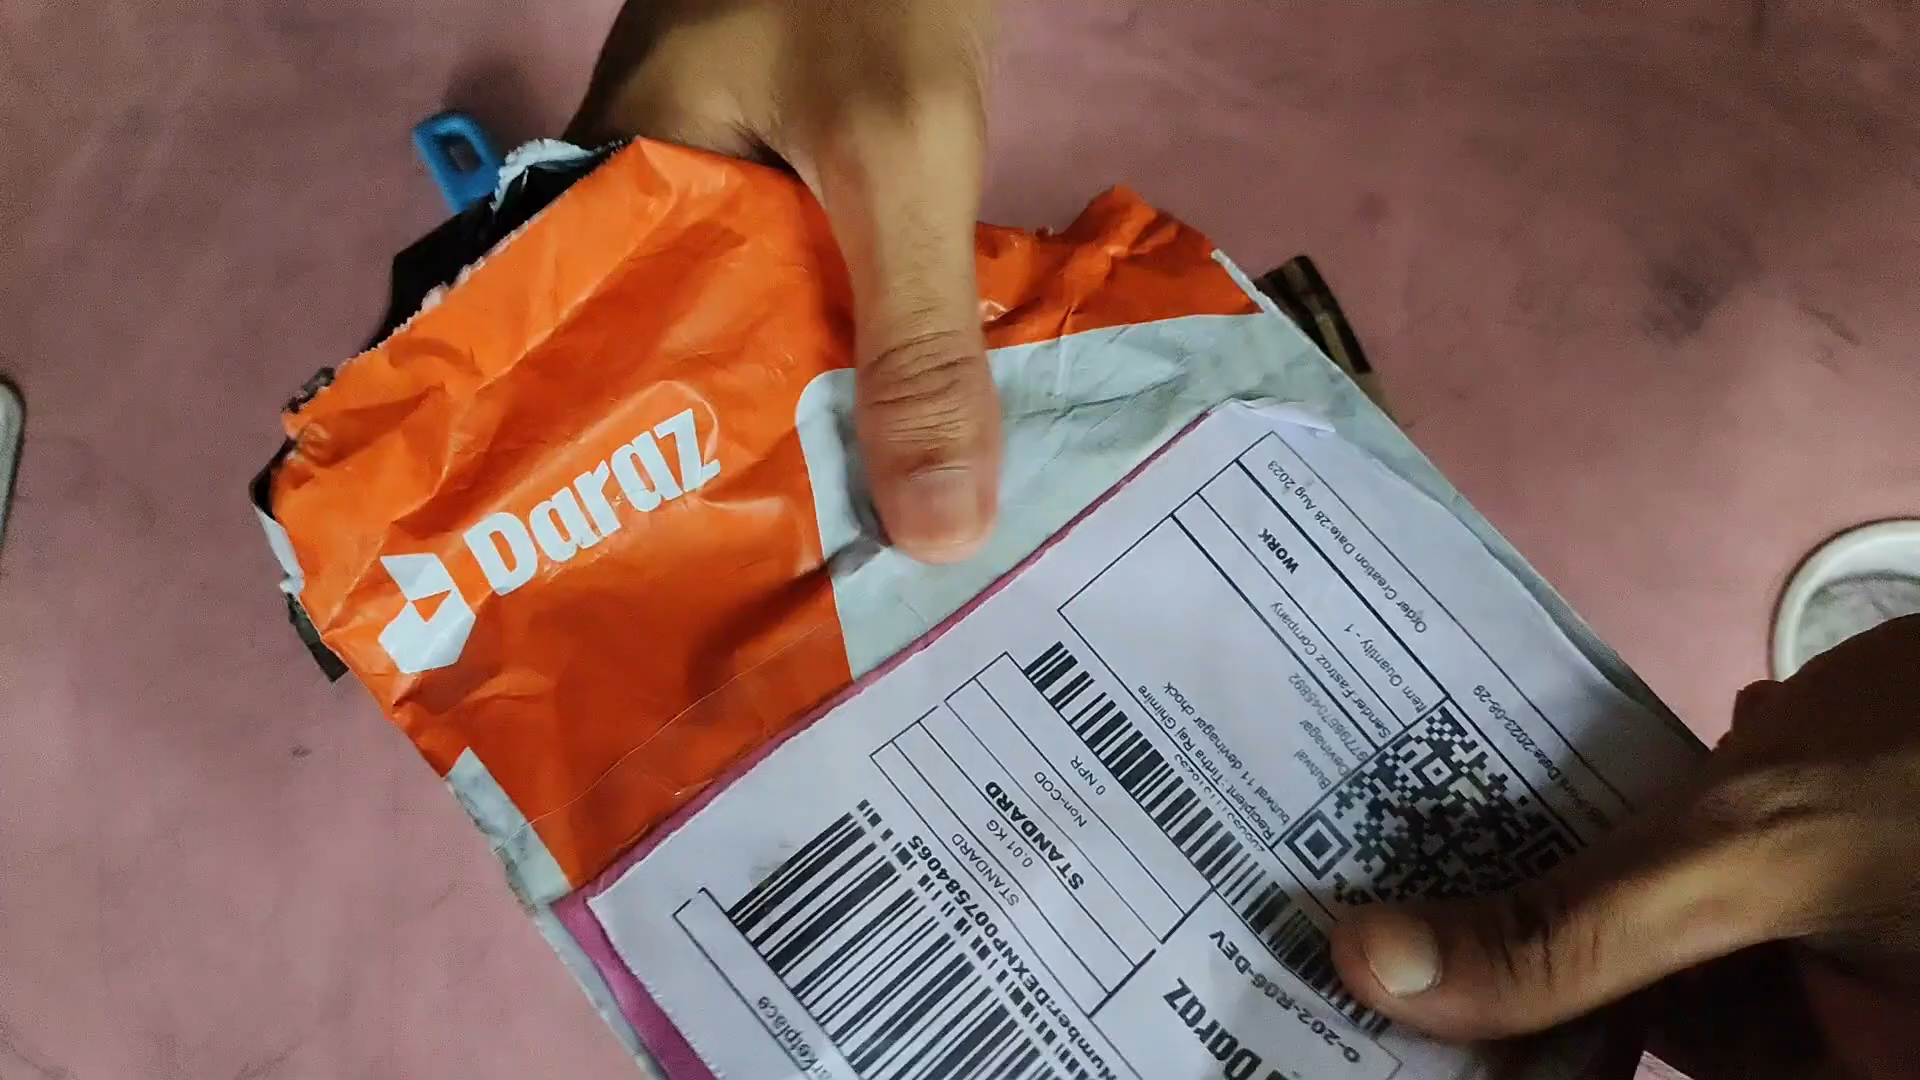 Daraz
Order Creation Date:28 Aug 2023
WORK
Item Quantity - 1
Sender:Fastraz Company
Recipient:-Tirtha Raj Ghimire
butwal 11 devinagar chock
Butwal
Devinagar
0 NPR
Non-COD
STANDARD
0.01 KG
STANDARD
Number:DEXNP0077584065
0-202-R06-DEV
Daraz